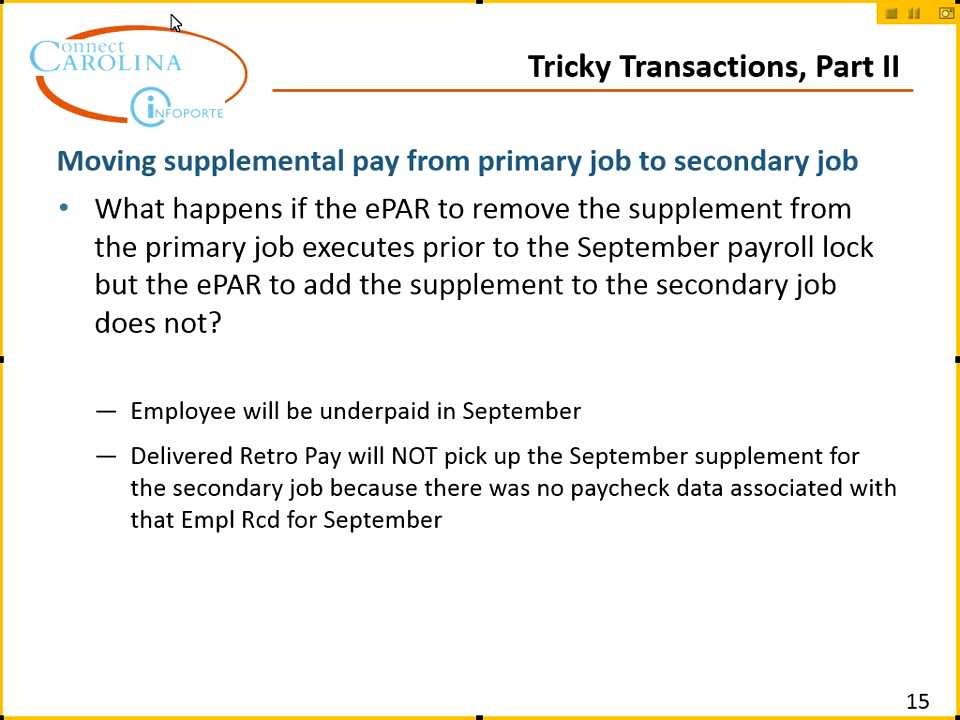 Connect
CAROLINA
INFOPORTE
Tricky Transactions, Part II
Moving supplemental pay from primary job to secondary job
• What happens if the ePAR to remove the supplement from
the primary job executes prior to the September payroll lock
but the ePAR to add the supplement to the secondary job
does not?
— Employee will be underpaid in September
— Delivered Retro Pay will NOT pick up the September supplement for
the secondary job because there was no paycheck data associated with
that Empl Rcd for September
15